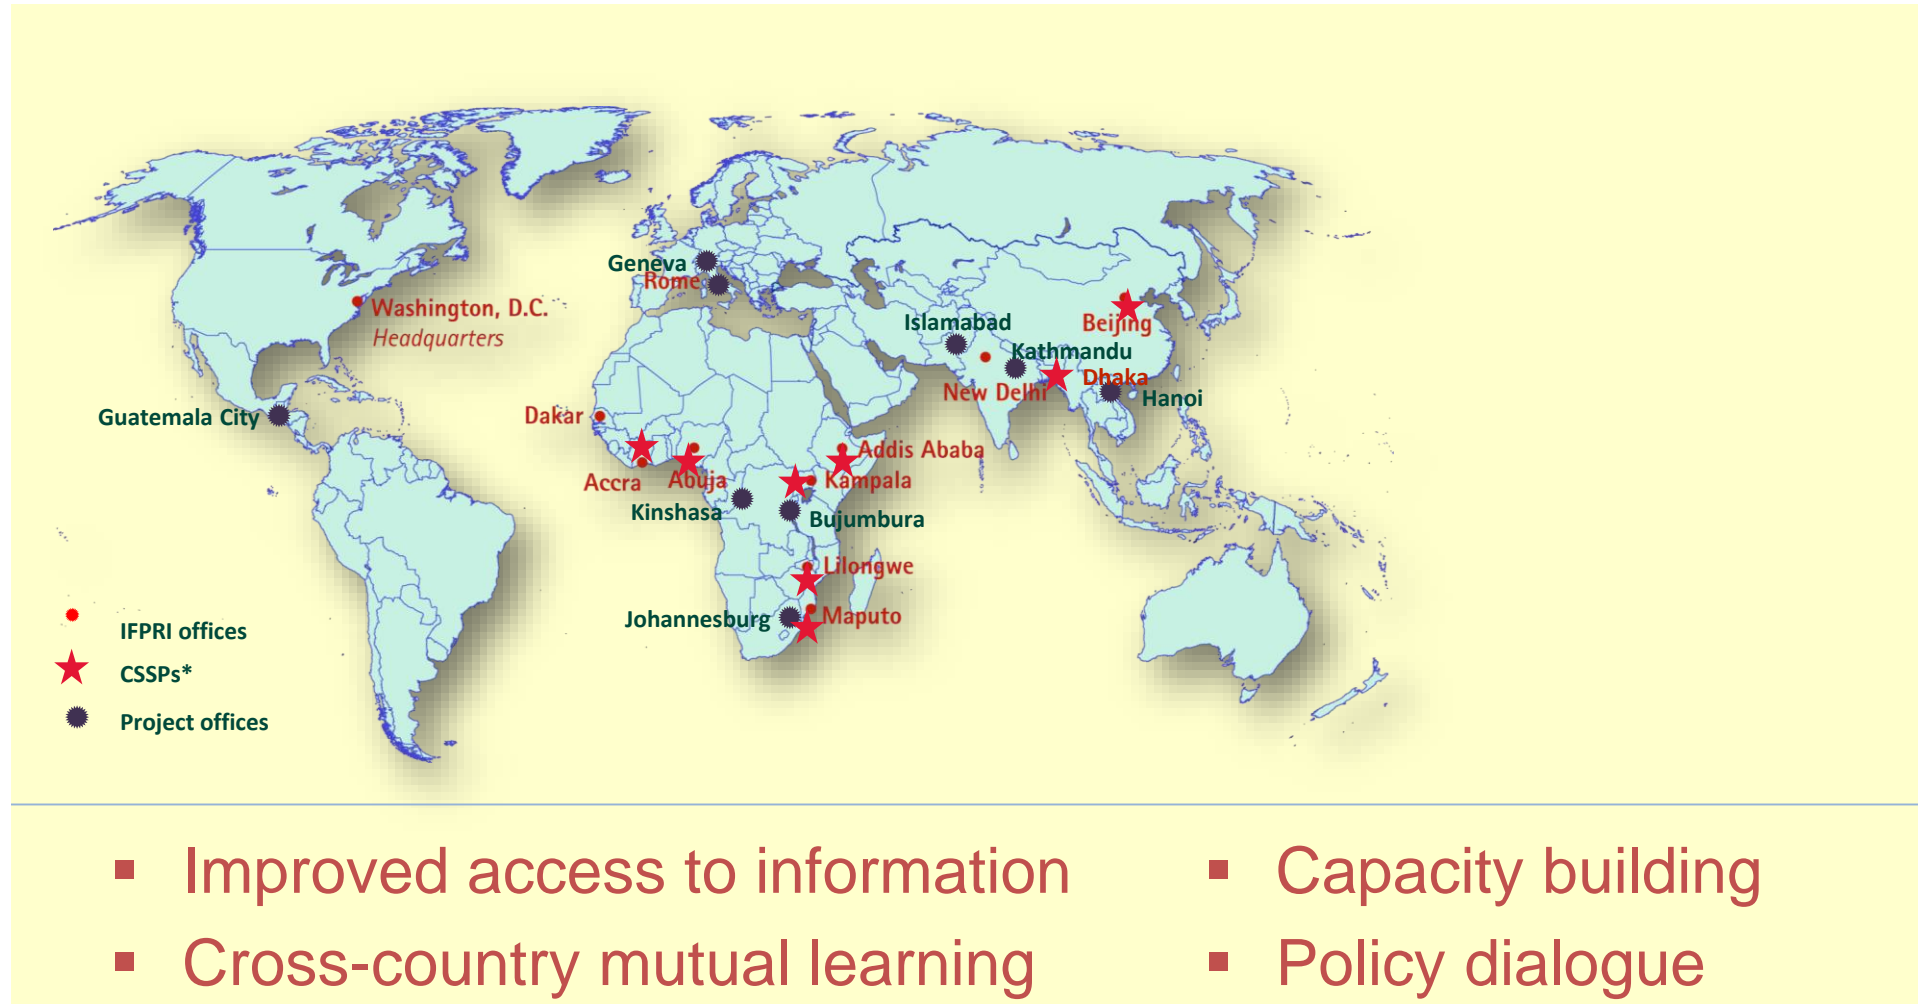 Geneva
Rome
Washington, D.C.
Headquarters
Islamabad
Beijing
Kathmandu
Dhaka
New Delhi
Hanoi
Guatemala City
Dakar
Addis Ababa
Accra
Abuja
Kampala
Kinshasa
Bujumbura
Lilongwe
Johannesburg
Maputo
IFPRI offices
CSSPs*
Project offices
▪ Improved access to information
▪ Capacity building
▪ Cross-country mutual learning
▪ Policy dialogue